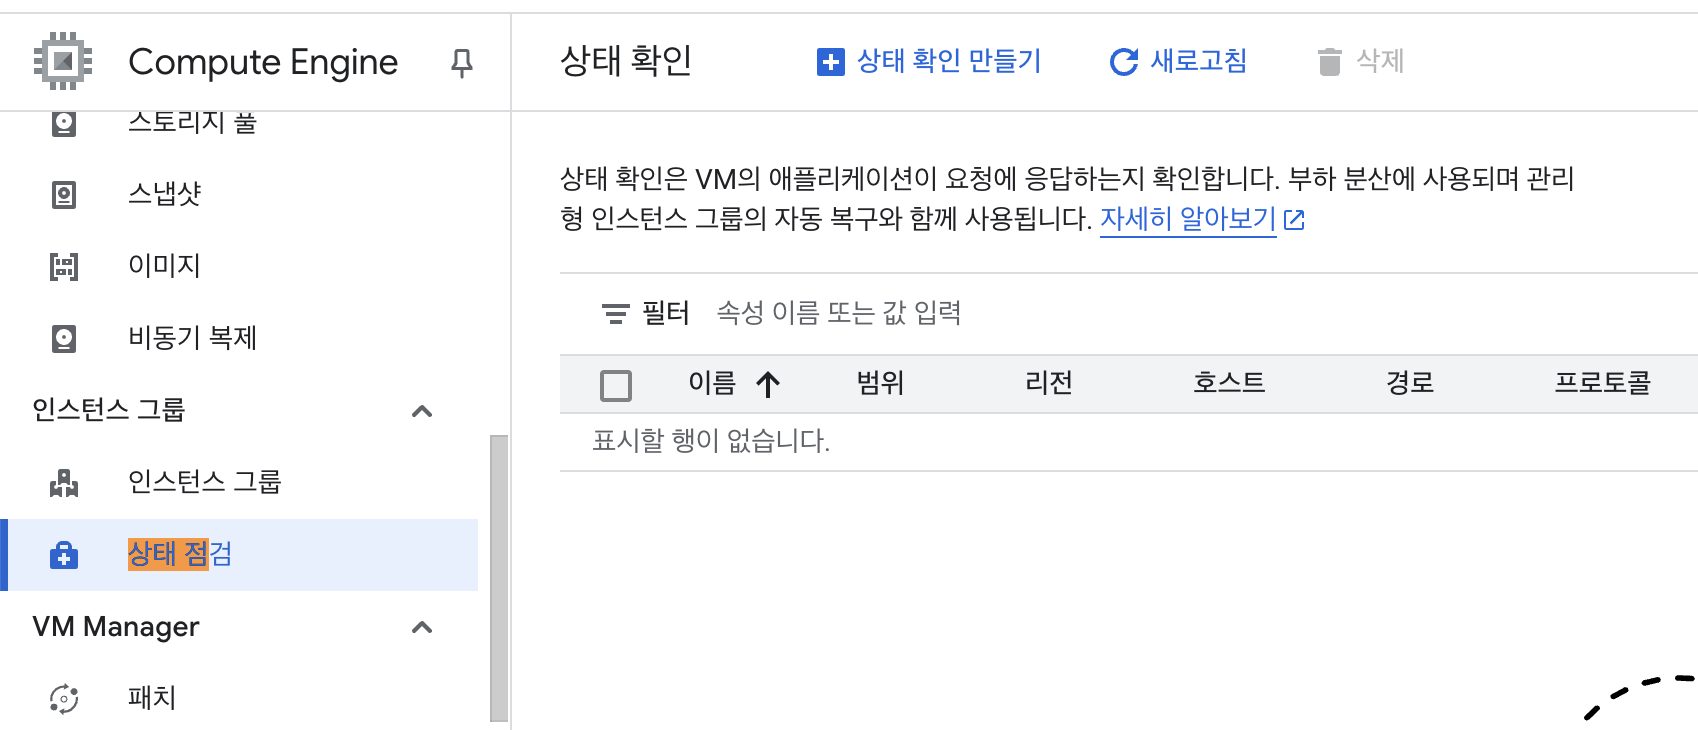 Compute Engine
스토리지 풀
스냅샷
이미지
비동기 복제
인스턴스 그룹
인스턴스 그룹
상태 점검
VM Manager
패치
상태 확인
상태 확인 만들기
새로고침
삭제
상태 확인은 VM의 애플리케이션이 요청에 응답하는지 확인합니다. 부하 분산에 사용되며 관리
형 인스턴스 그룹의 자동 복구와 함께 사용됩니다. 자세히 알아보기
필터 속성 이름 또는 값 입력
이름 범위 리전 호스트 경로 프로토콜
표시할 행이 없습니다.